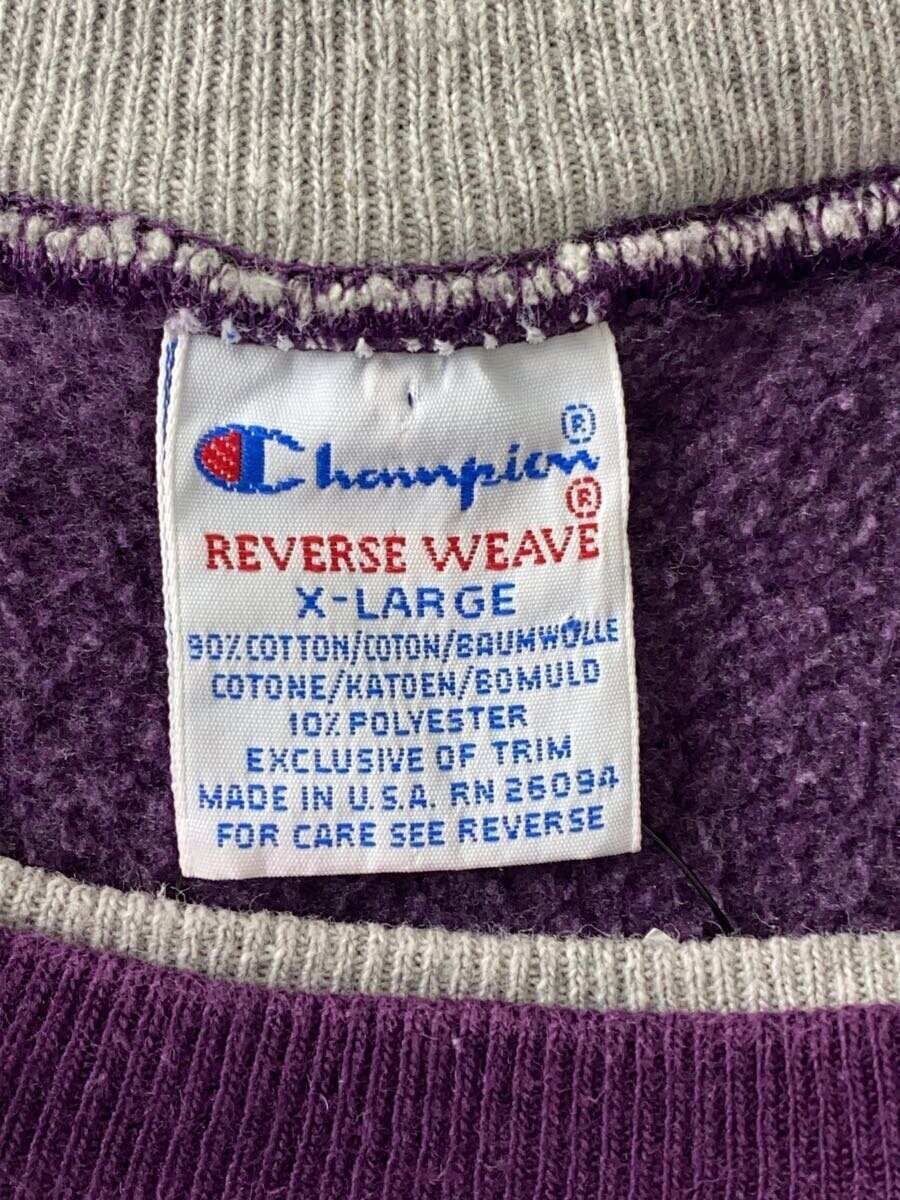 Champion®
REVERSE WEAVE®
X-LARGE
90% COTTON/COTON/BAUMWOLLE
COTONE/KATOEN/BOMULD
10% POLYESTER
EXCLUSIVE OF TRIM
MADE IN U.S.A. RN 26094
FOR CARE SEE REVERSE